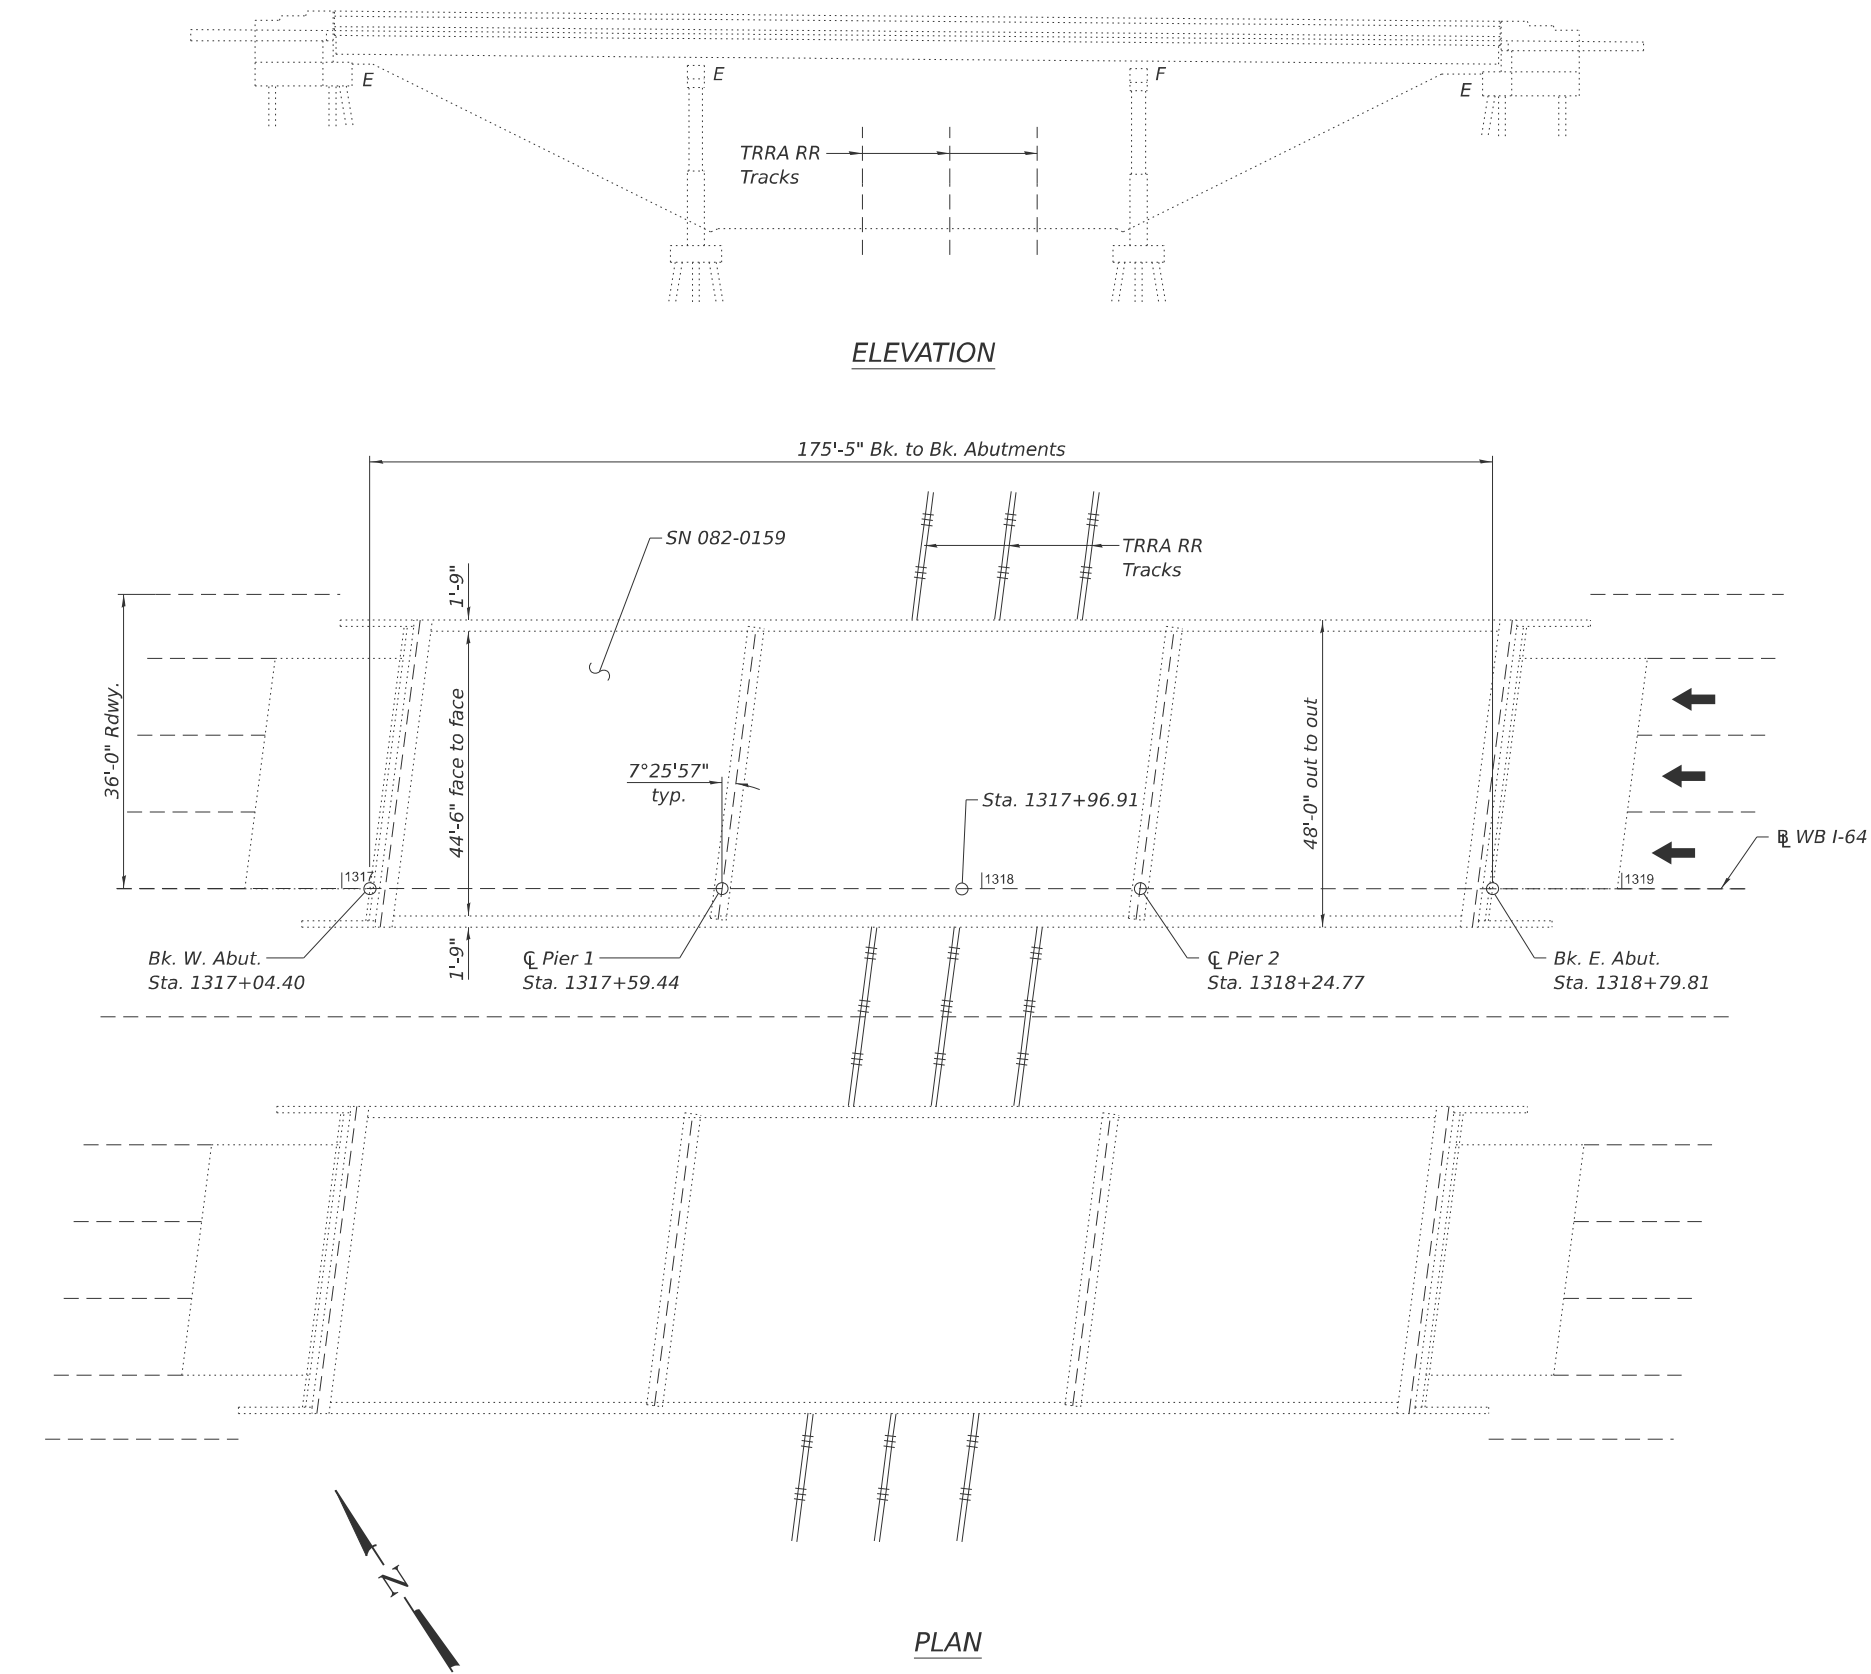 E
E
F
E
TRRA RR
Tracks
ELEVATION
175'-5" Bk. to Bk. Abutments
SN 082-0159
TRRA RR
Tracks
1'-9"
36'-0" Rdwy.
44'-6" face to face
48'-0" out to out
7°25'57"
typ.
Sta. 1317+96.91
℄ WB I-64
1317
1318
1319
Bk. W. Abut.
Sta. 1317+04.40
1'-9"
℄ Pier 1
Sta. 1317+59.44
℄ Pier 2
Sta. 1318+24.77
Bk. E. Abut.
Sta. 1318+79.81
N
PLAN